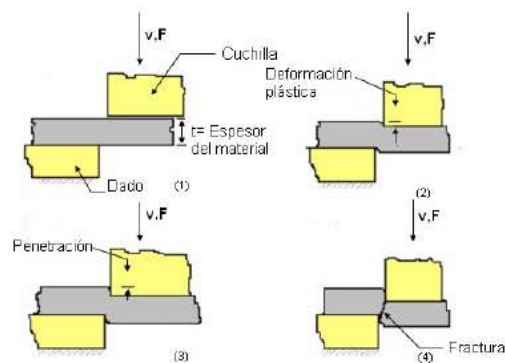 v,F
Cuchilla
t= Espesor
del material
Dado
(1)
v,F
Deformación
plástica
(2)
v,F
Penetración
(3)
v,F
Fractura
(4)